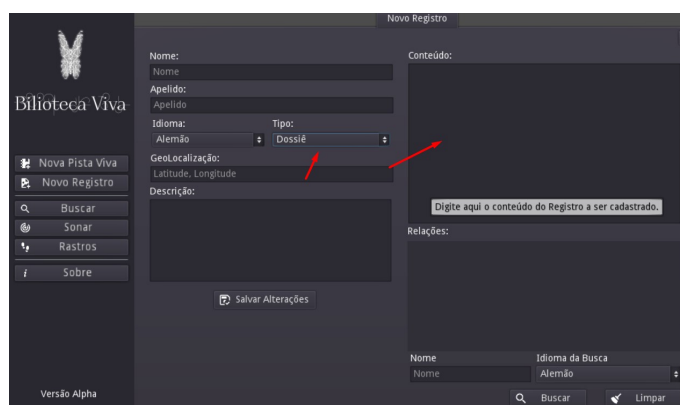 Novo Registro
Bilioteca Viva
Nova Pista Viva
Novo Registro
Buscar
Sonar
Rastros
i Sobre
Versão Alpha
Nome:
Nome
Apelido:
Apelido
Idioma: Tipo:
Alemão Dossiê
GeoLocalização:
Latitude, Longitude
Descrição:
Salvar Alterações
Conteúdo:
Digite aqui o conteúdo do Registro a ser cadastrado.
Relações:
Nome Idioma da Busca
Nome Alemão
Buscar Limpar